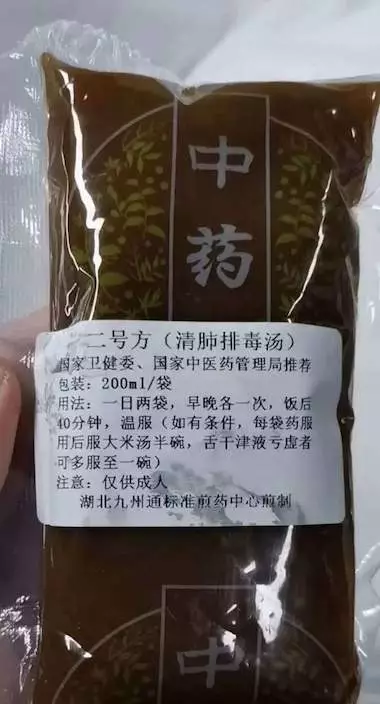 中
药
二号方（清肺排毒汤）
国家卫健委、国家中医药管理局推荐
包装：200ml/袋
用法：一日两袋，早晚各一次，饭后
40分钟，温服（如有条件，每袋药服
用后服大米汤半碗，舌干津液亏虚者
可多服至一碗）
注意：仅供成人
湖北九州通标准煎药中心煎制
中